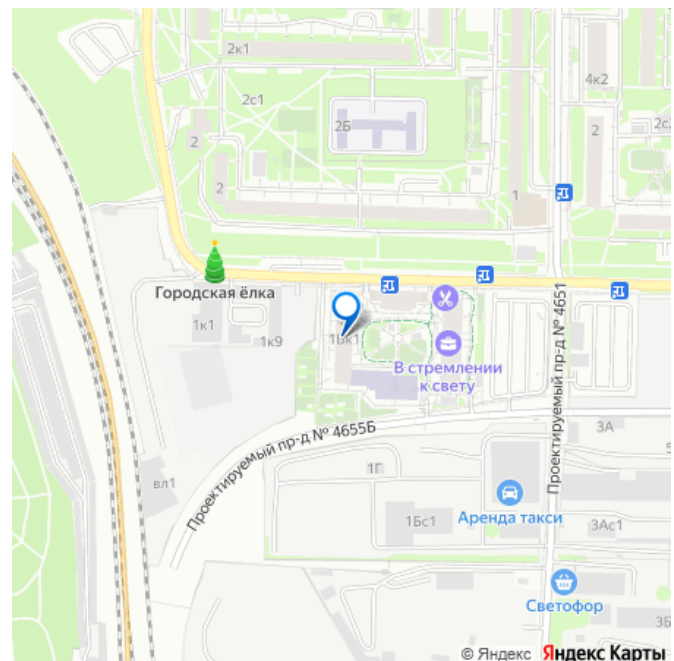 2к1
4к2
2с1
2Б
2
2
2с.
2
1
Городская ёлка
1к1
1к9
1Бк1
В стремлении
к свету
Проектируемый пр-д № 4651
Проектируемый пр-д № 4655Б
3А
1Г
вл1
Аренда такси
1Бс1
3Ас1
Светофор
3Б
© Яндекс Яндекс Карты